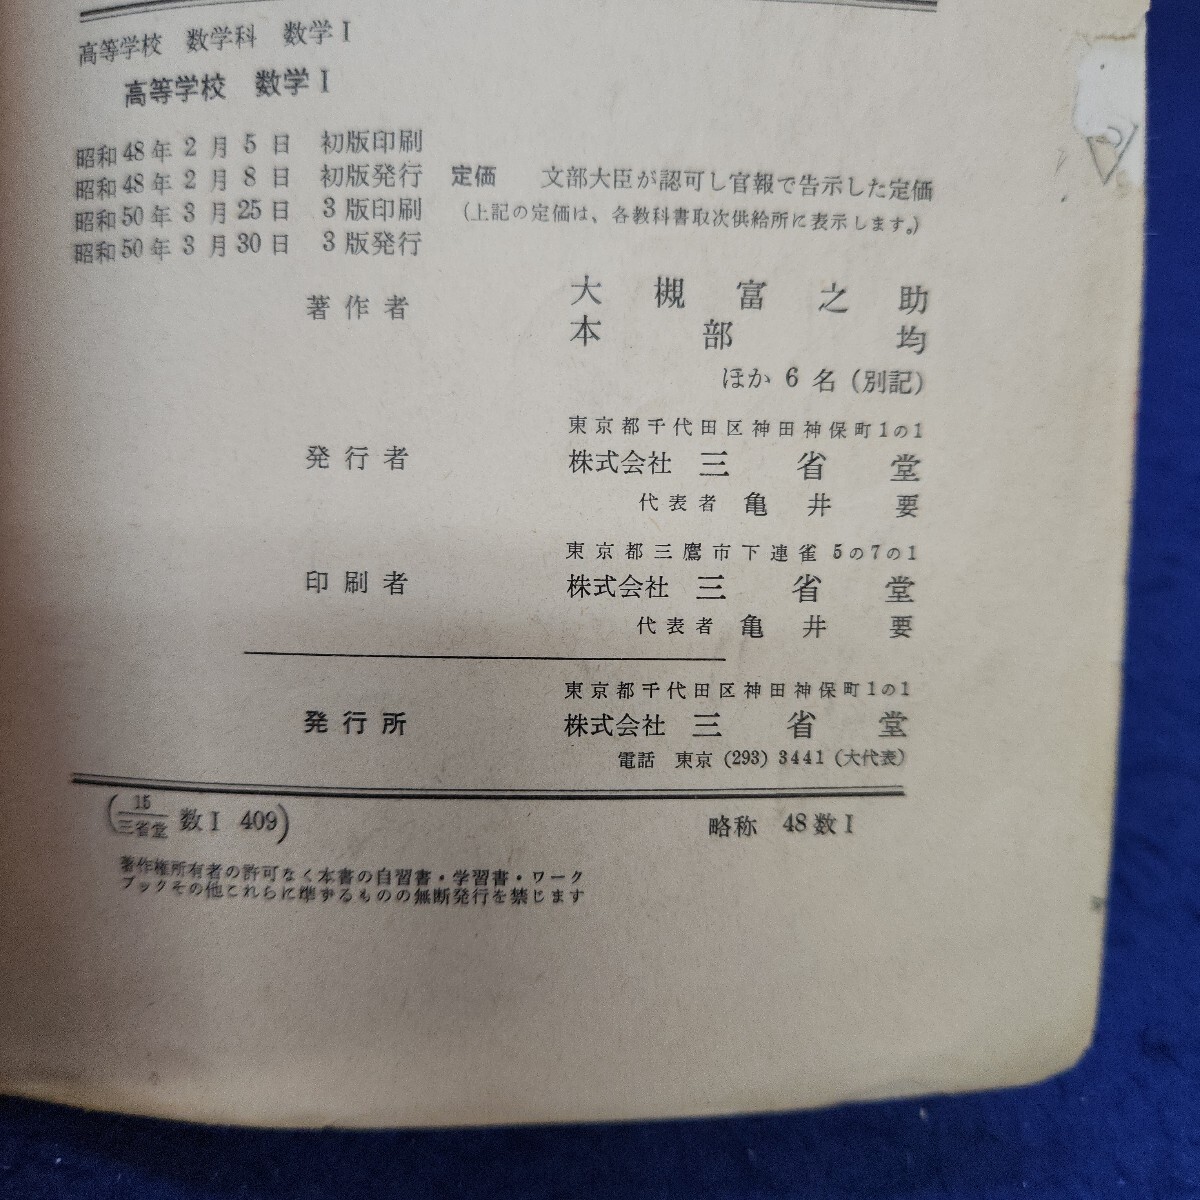 高等学校 数学科 数学Ⅰ
高等学校 数学Ⅰ
昭和48年2月5日 初版印刷
昭和48年2月8日 初版発行 定価 文部大臣が認可し官報で告示した定価
昭和50年3月25日 3版印刷 (上記の定価は、各教科書取次供給所に表示します。)
昭和50年3月30日 3版発行
著作者 大槻富之助
本部均
ほか6名(別記)
東京都千代田区神田神保町1の1
発行者 株式会社 三省堂
代表者 亀井要
東京都三鷹市下連雀5の7の1
印刷者 株式会社 三省堂
代表者 亀井要
東京都千代田区神田神保町1の1
発行所 株式会社 三省堂
電話 東京 (293) 3441 (大代表)
(15/三省堂 数Ⅰ 409) 略称 48数Ⅰ
著作権所有者の許可なく本書の自習書・学習書・ワーク
ブックその他これらに準ずるものの無断発行を禁じます